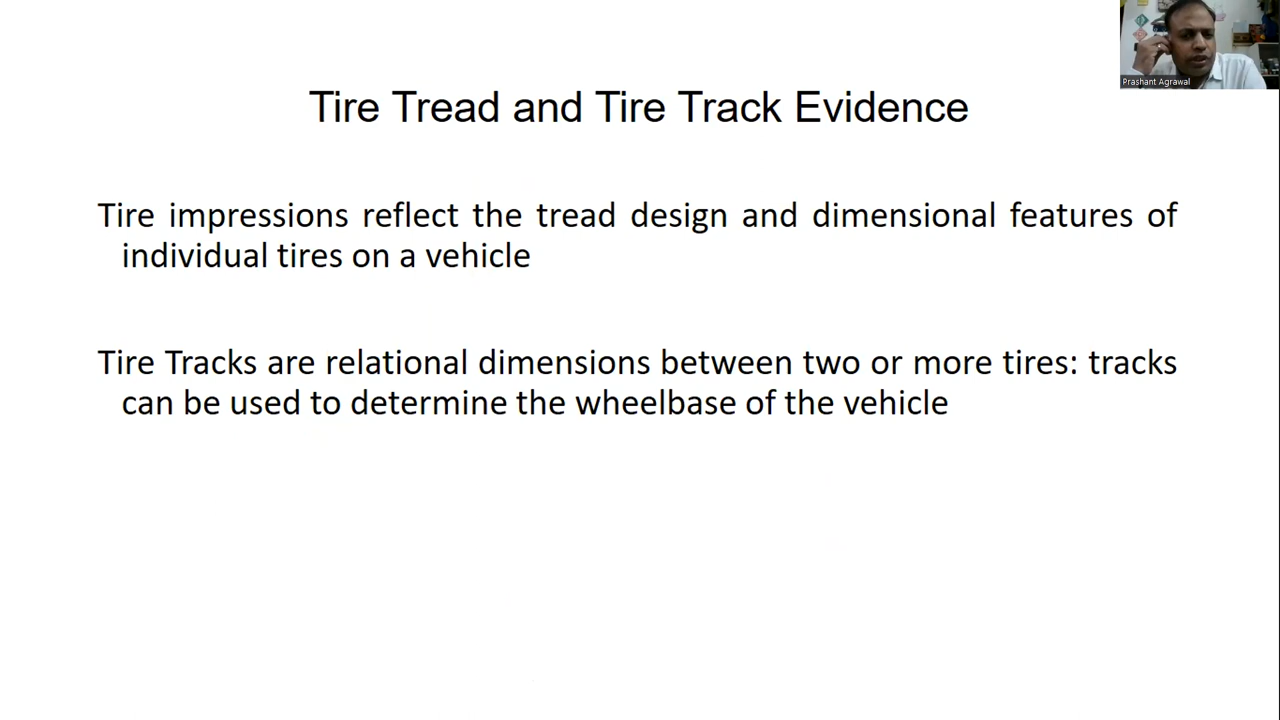 Prashant Agrawal
Tire Tread and Tire Track Evidence
Tire impressions reflect the tread design and dimensional features of
individual tires on a vehicle
Tire Tracks are relational dimensions between two or more tires: tracks
can be used to determine the wheelbase of the vehicle